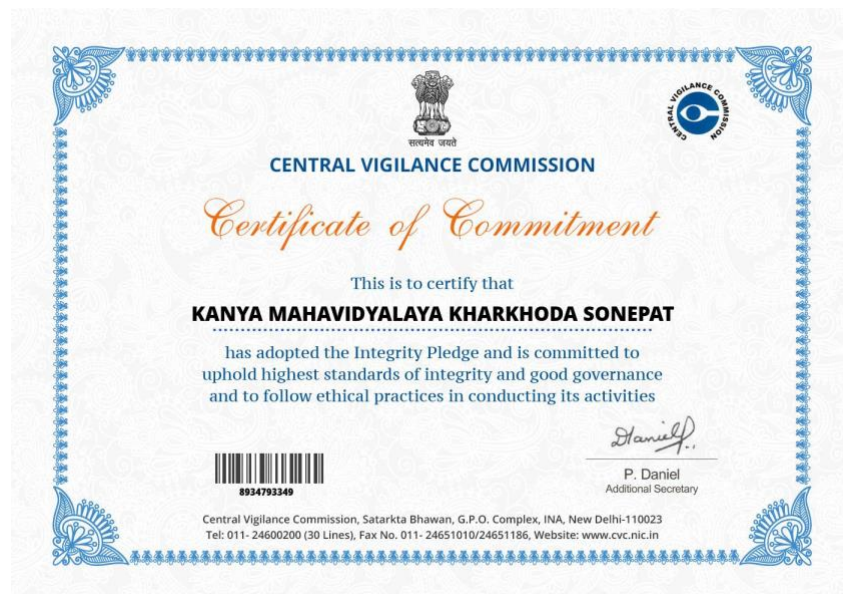 सत्यमेव जयते
CENTRAL VIGILANCE COMMISSION
CENTRAL VIGILANCE COMMISSION
Certificate of Commitment
This is to certify that
KANYA MAHAVIDYALAYA KHARKHODA SONEPAT
has adopted the Integrity Pledge and is committed to
uphold highest standards of integrity and good governance
and to follow ethical practices in conducting its activities
8934793349
Daniel
P. Daniel
Additional Secretary
Central Vigilance Commission, Satarkta Bhawan, G.P.O. Complex, INA, New Delhi-110023
Tel: 011- 24600200 (30 Lines), Fax No. 011- 24651010/24651186, Website: www.cvc.nic.in